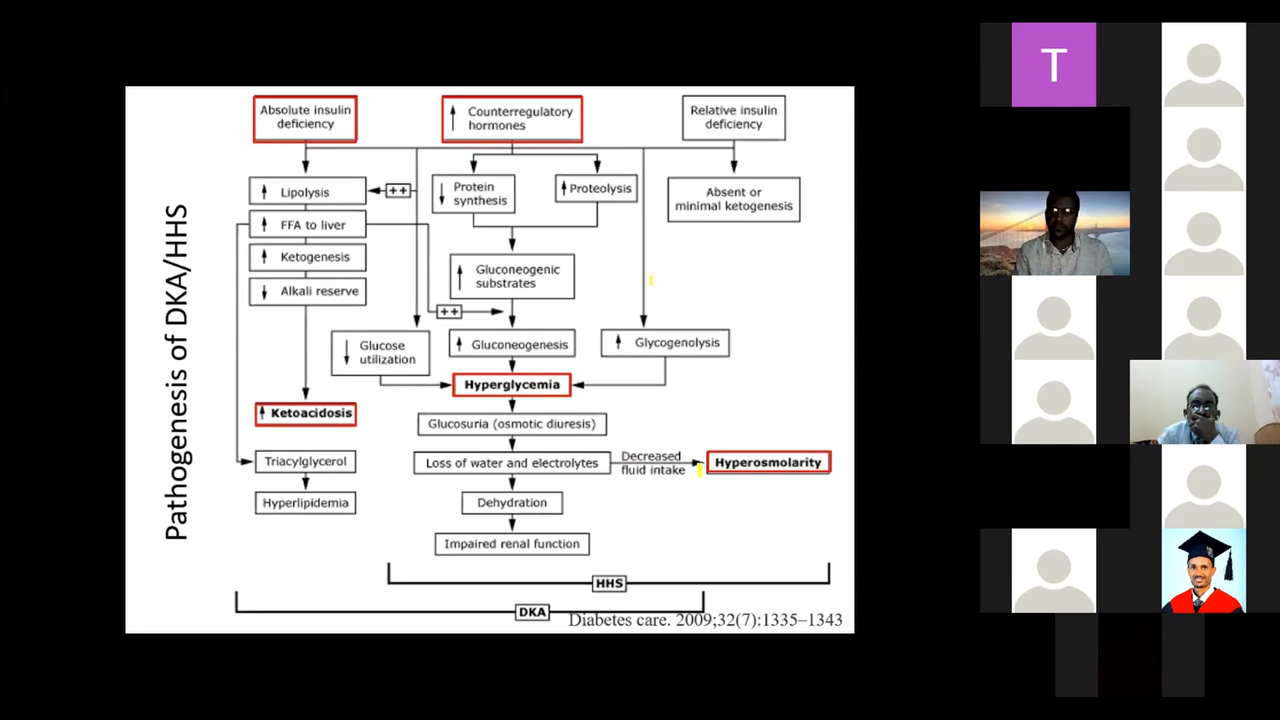 Pathogenesis of DKA/HHS
Absolute insulin
deficiency
Counterregulatory
hormones
Relative insulin
deficiency
Lipolysis
++
Protein
synthesis
Proteolysis
Absent or
minimal ketogenesis
FFA to liver
Ketogenesis
Alkali reserve
Gluconeogenic
substrates
++
Glucose
utilization
Gluconeogenesis
Glycogenolysis
Hyperglycemia
Ketoacidosis
Glucosuria (osmotic diuresis)
Triacylglycerol
Loss of water and electrolytes
Decreased
fluid intake
Hyperosmolarity
Hyperlipidemia
Dehydration
Impaired renal function
HHS
DKA
Diabetes care. 2009;32(7):1335–1343
T